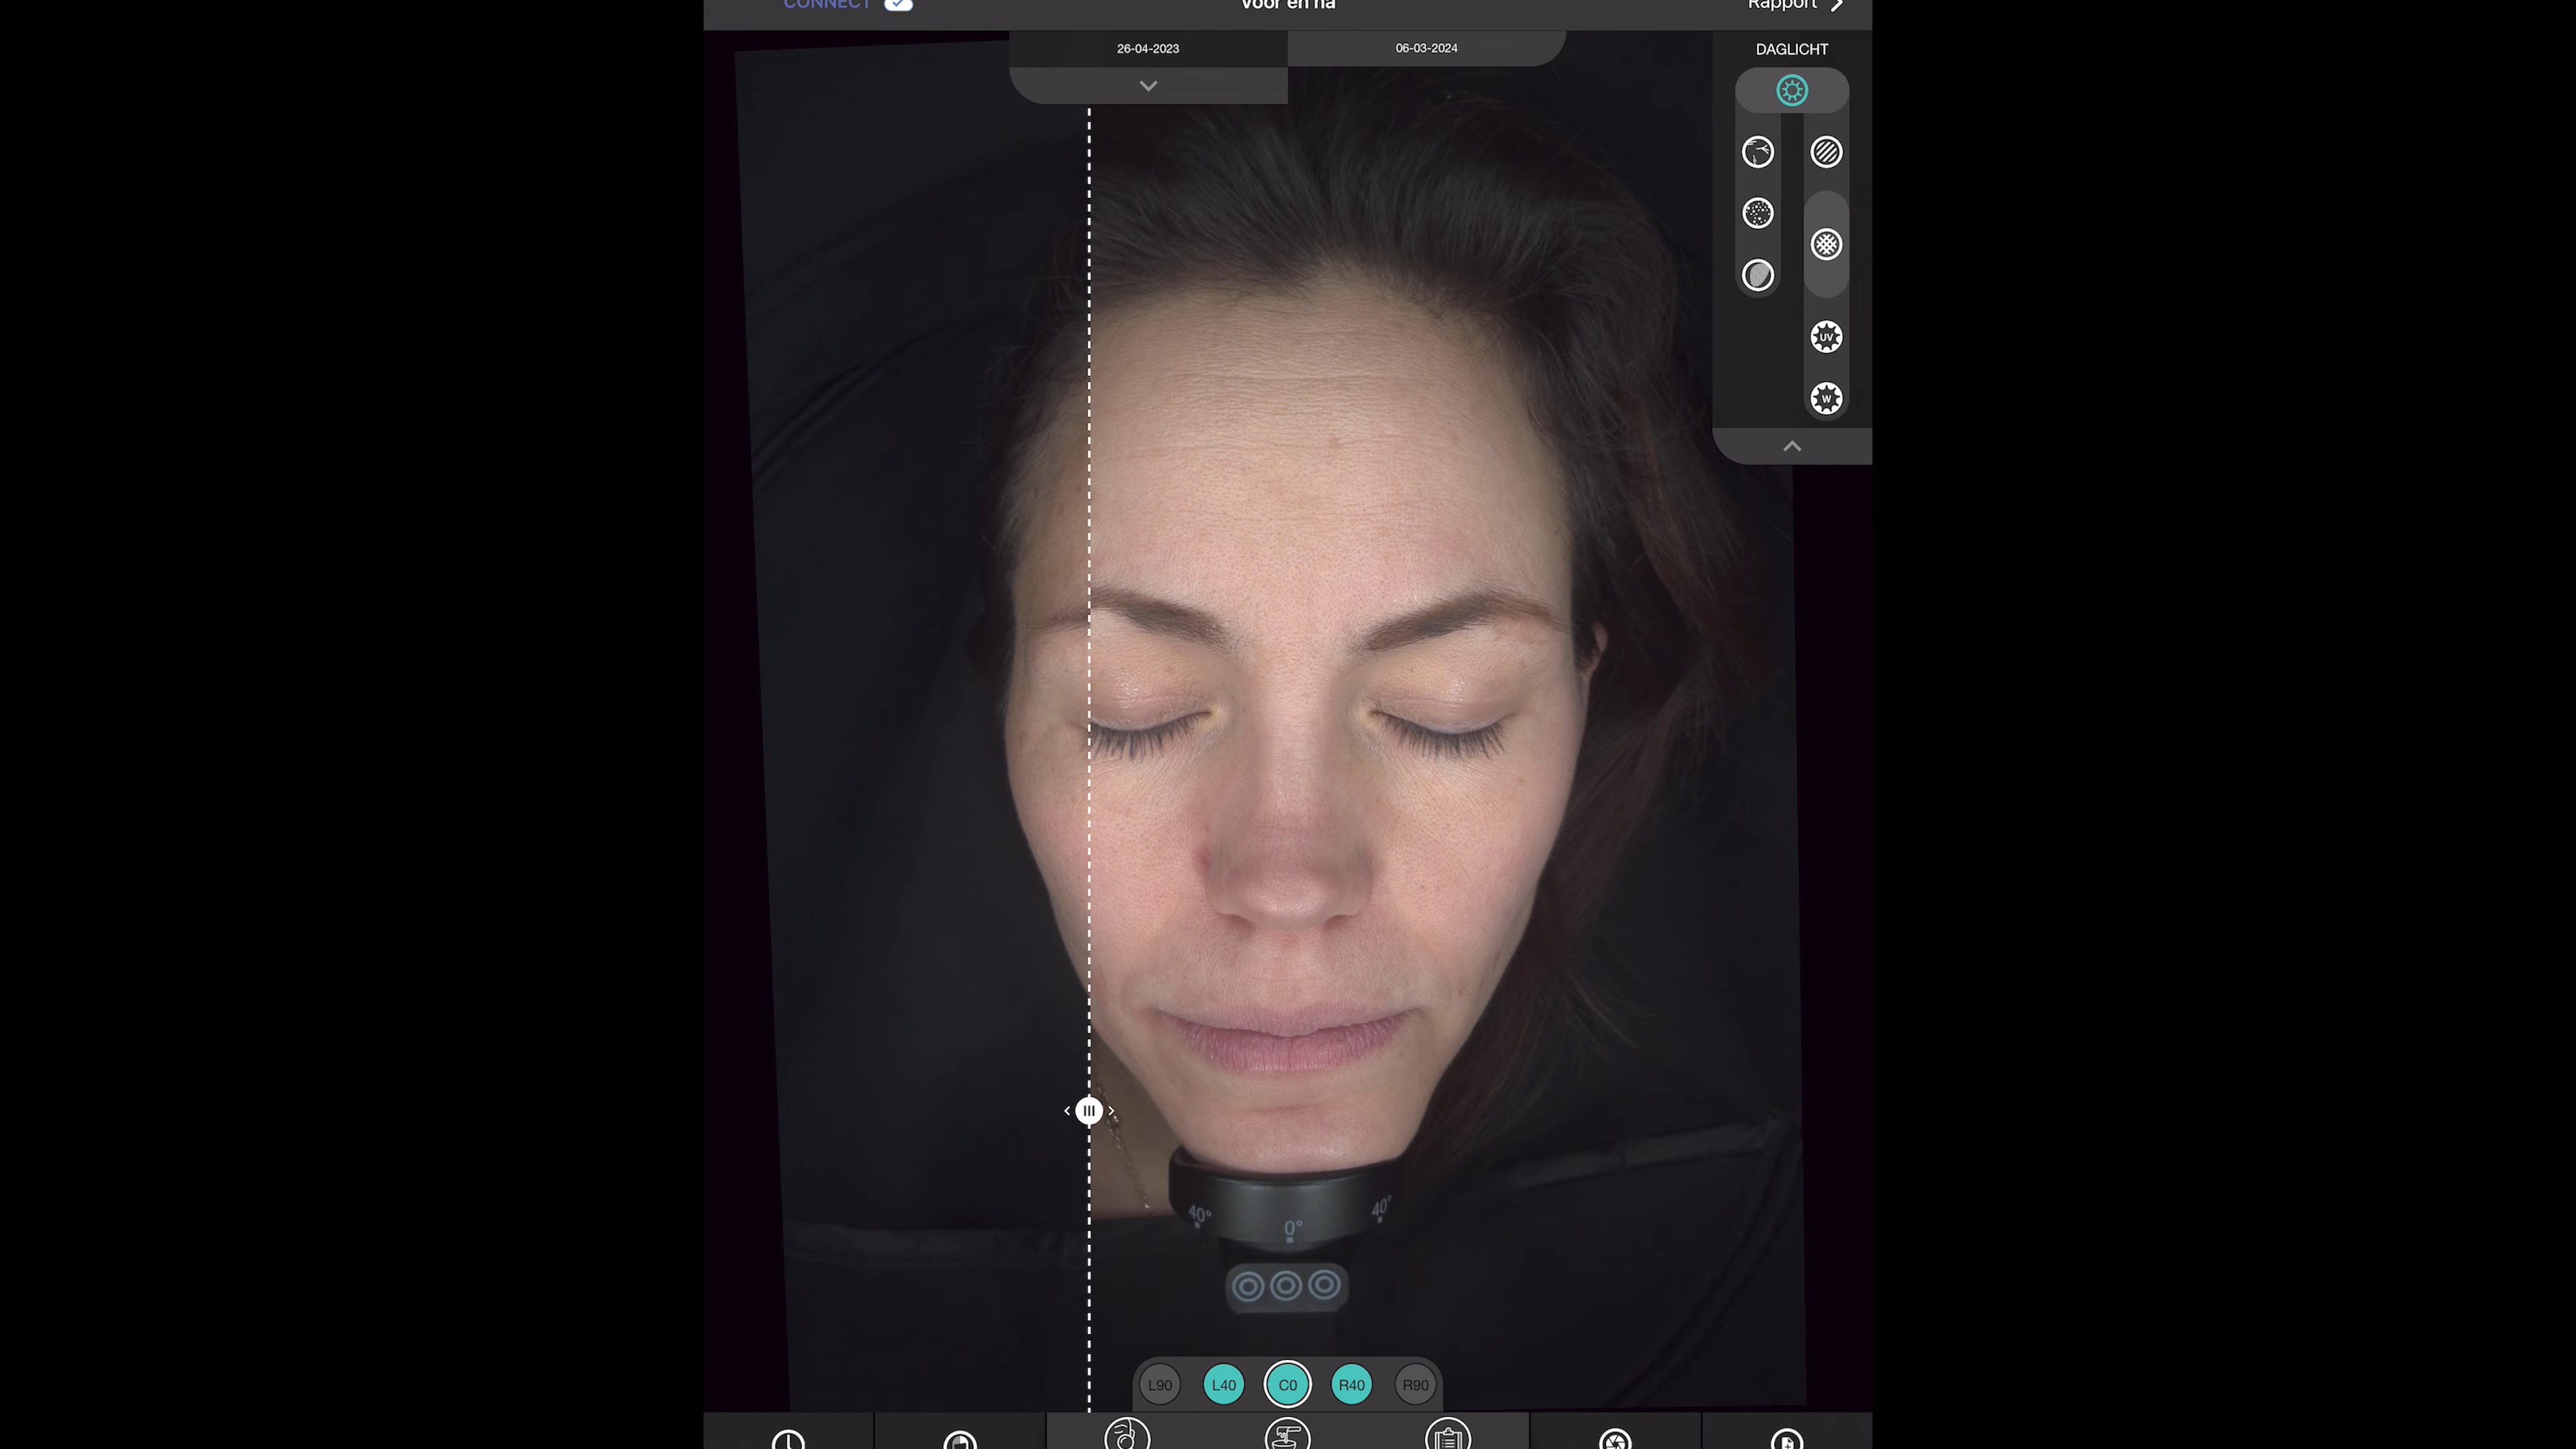 CONNECT
Voor en na
Rapport
26-04-2023
06-03-2024
DAGLICHT
UV
W
40°
0°
40°
L90
L40
C0
R40
R90